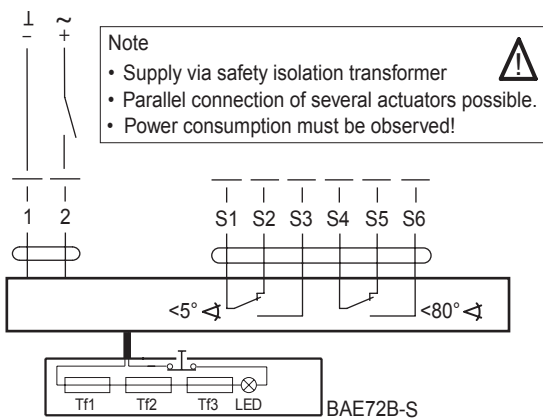 ⊥ ~
– +
Note
• Supply via safety isolation transformer
• Parallel connection of several actuators possible.
• Power consumption must be observed!
1 2 S1 S2 S3 S4 S5 S6
<5° <80°
Tf1 Tf2 Tf3 LED
BAE72B-S